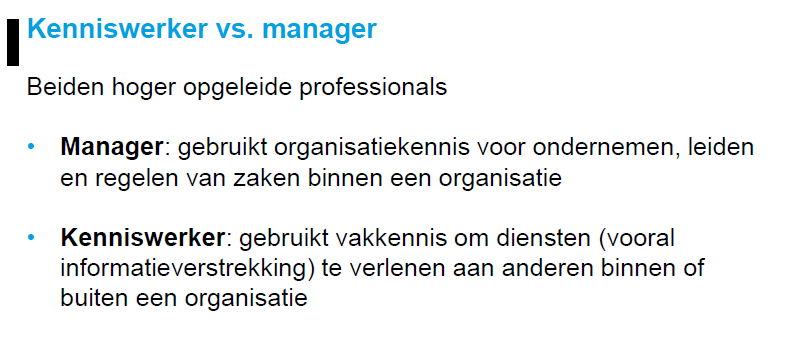 Kenniswerker vs. manager
Beiden hoger opgeleide professionals
• Manager: gebruikt organisatiekennis voor ondernemen, leiden
en regelen van zaken binnen een organisatie
• Kenniswerker: gebruikt vakkennis om diensten (vooral
informatieverstrekking) te verlenen aan anderen binnen of
buiten een organisatie